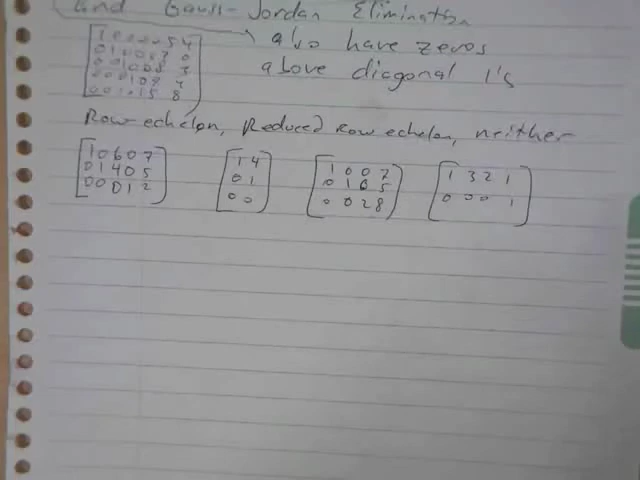 and Gauss-Jordan Elimination
also have zeros
above diagonal 1's
Row-echelon, Reduced Row echelon, neither
1 0 6 0 7
0 1 4 0 5
0 0 0 1 2
1 4
0 1
0 0
1 0 0 7
0 1 0 5
0 0 2 8
1 3 2 1
0 0 0 1